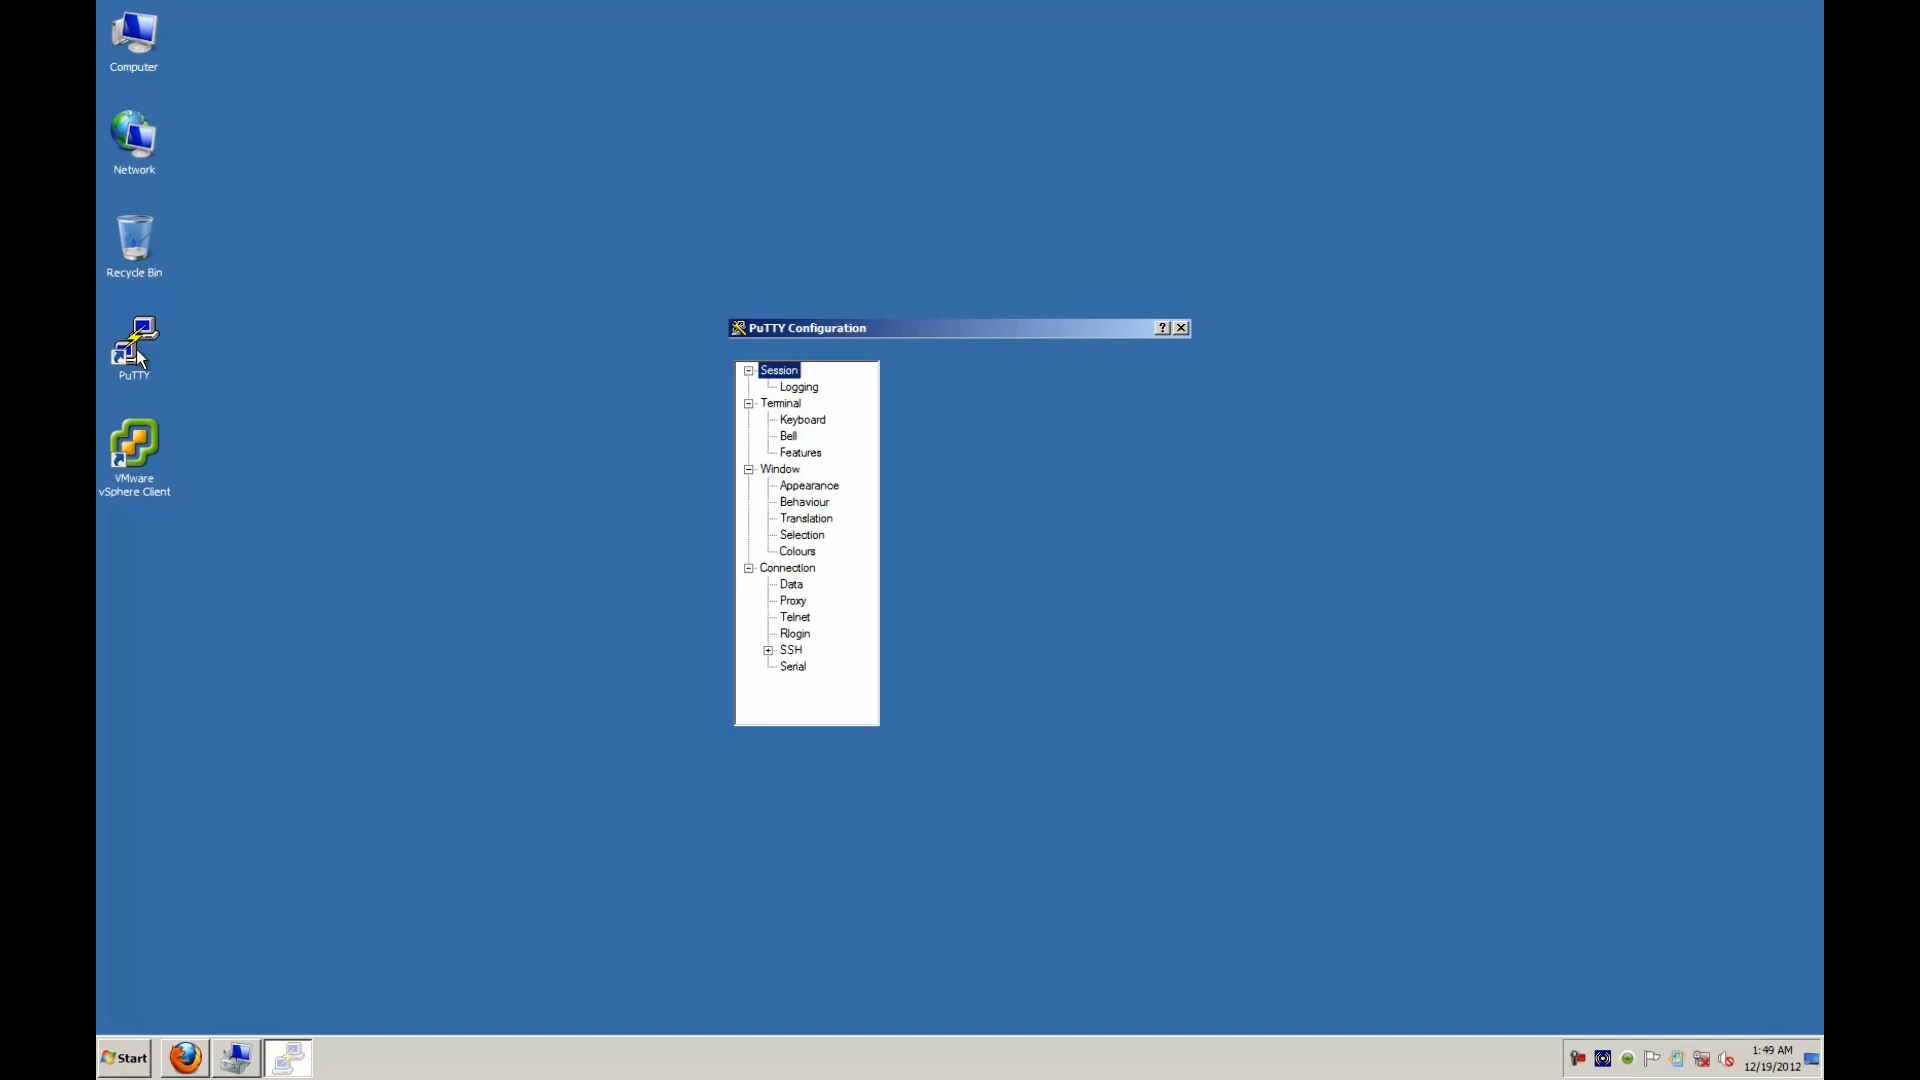 Computer
Network
Recycle Bin
PuTTY
VMware
vSphere Client
PuTTY Configuration
Session
Logging
Terminal
Keyboard
Bell
Features
Window
Appearance
Behaviour
Translation
Selection
Colours
Connection
Data
Proxy
Telnet
Rlogin
SSH
Serial
Start
1:49 AM
12/19/2012